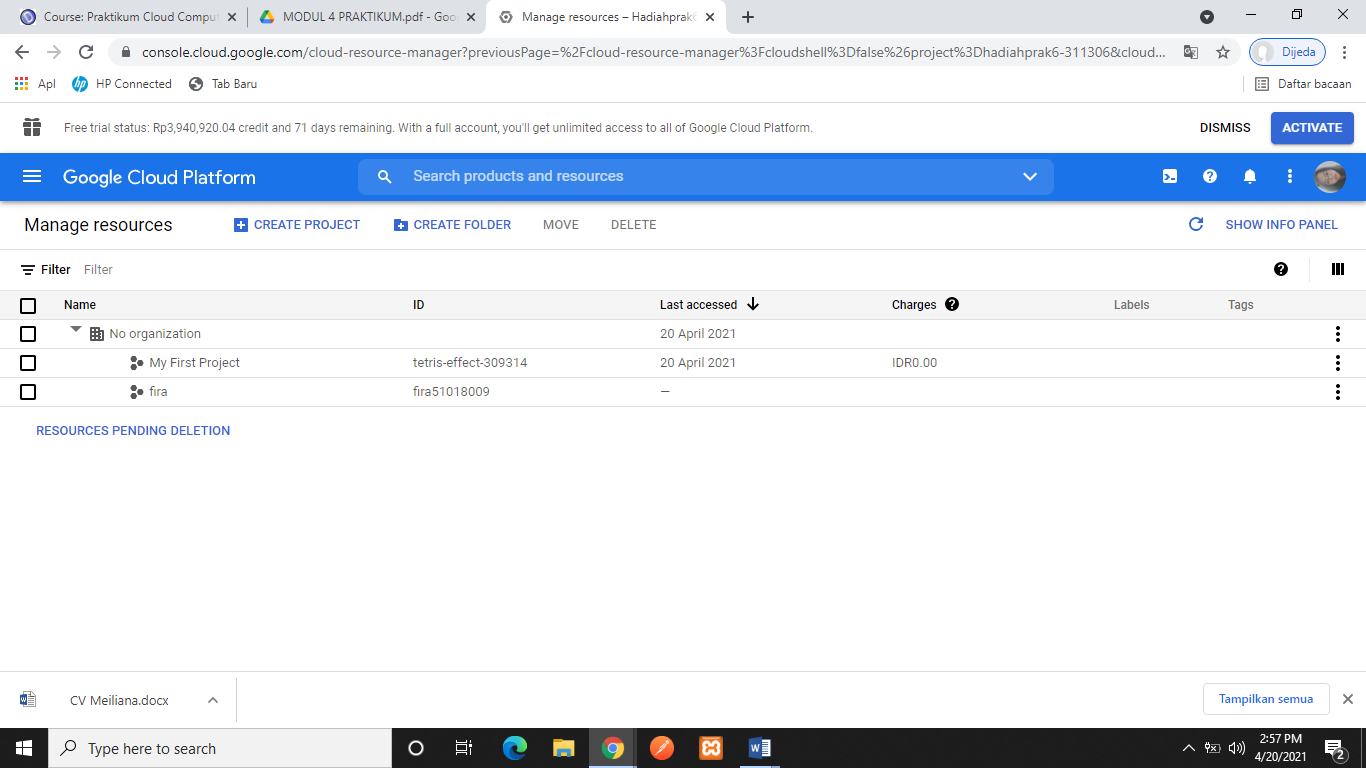 Course: Praktikum Cloud Comput
MODUL 4 PRAKTIKUM.pdf - Goo
Manage resources – Hadiahprak6
console.cloud.google.com/cloud-resource-manager?previousPage=%2Fcloud-resource-manager%3Fcloudshell%3Dfalse%26project%3Dhadiahprak6-311306&cloud...
Dijeda
Apl
HP Connected
Tab Baru
Daftar bacaan
Free trial status: Rp3,940,920.04 credit and 71 days remaining. With a full account, you'll get unlimited access to all of Google Cloud Platform.
DISMISS
ACTIVATE
Google Cloud Platform
Search products and resources
Manage resources
CREATE PROJECT
CREATE FOLDER
MOVE
DELETE
SHOW INFO PANEL
Filter Filter
Name ID Last accessed Charges Labels Tags
No organization 20 April 2021
My First Project tetris-effect-309314 20 April 2021 IDR0.00
fira fira51018009 —
RESOURCES PENDING DELETION
CV Meiliana.docx
Tampilkan semua
Type here to search
2:57 PM
4/20/2021
2